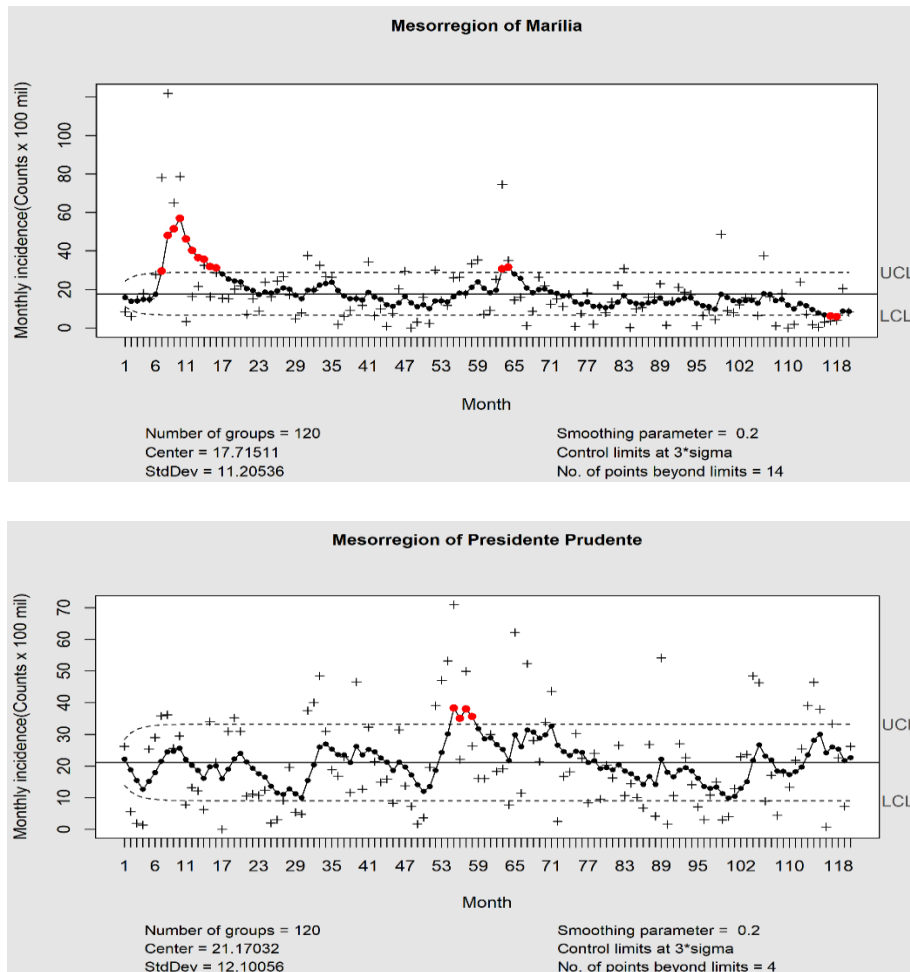 Mesorregion of Marília
Monthly incidence(Counts x 100 mil)
100
80
60
40
20
0
UCL
LCL
1 6 11 17 23 29 35 41 47 53 59 65 71 77 83 89 95 102 110 118
Month
Number of groups = 120
Center = 17.71511
StdDev = 11.20536
Smoothing parameter = 0.2
Control limits at 3*sigma
No. of points beyond limits = 14
Mesorregion of Presidente Prudente
Monthly incidence(Counts x 100 mil)
70
60
50
40
30
20
10
0
UCL
LCL
1 6 11 17 23 29 35 41 47 53 59 65 71 77 83 89 95 102 110 118
Month
Number of groups = 120
Center = 21.17032
StdDev = 12.10056
Smoothing parameter = 0.2
Control limits at 3*sigma
No. of points beyond limits = 4